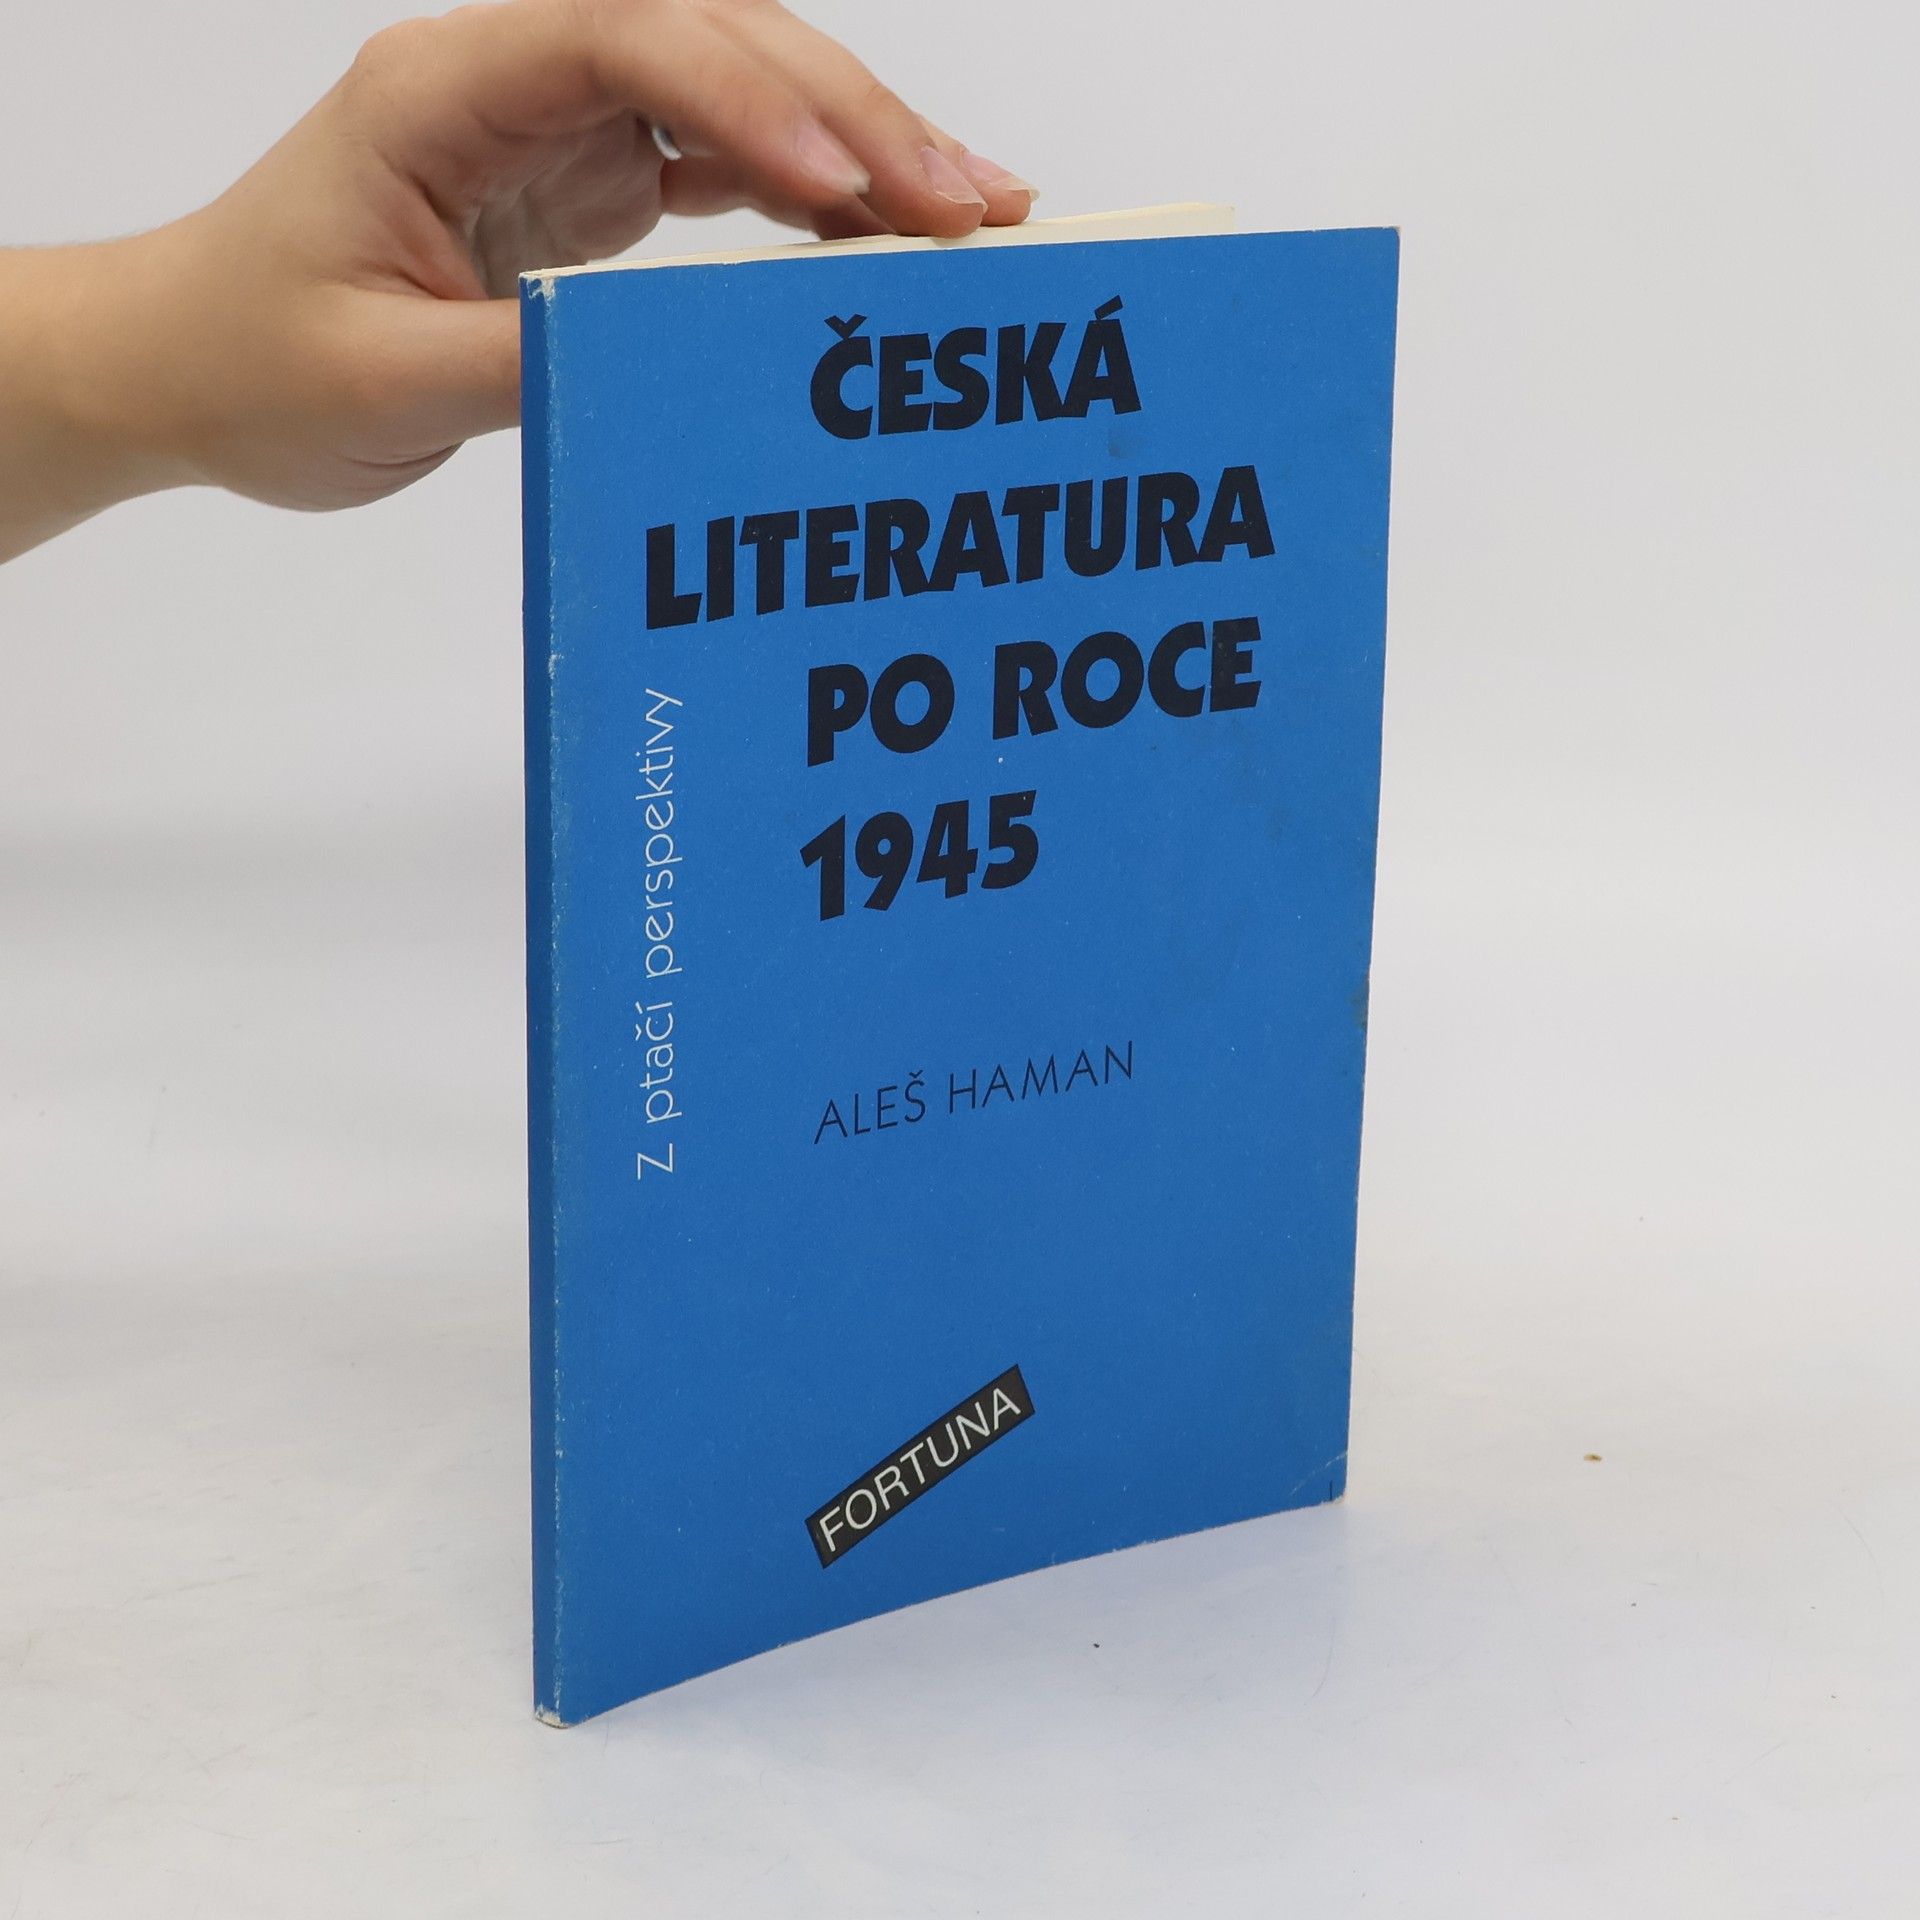 ČESKÁ
LITERATURA
PO ROCE
1945
Z ptačí perspektivy
ALEŠ HAMAN
FORTUNA